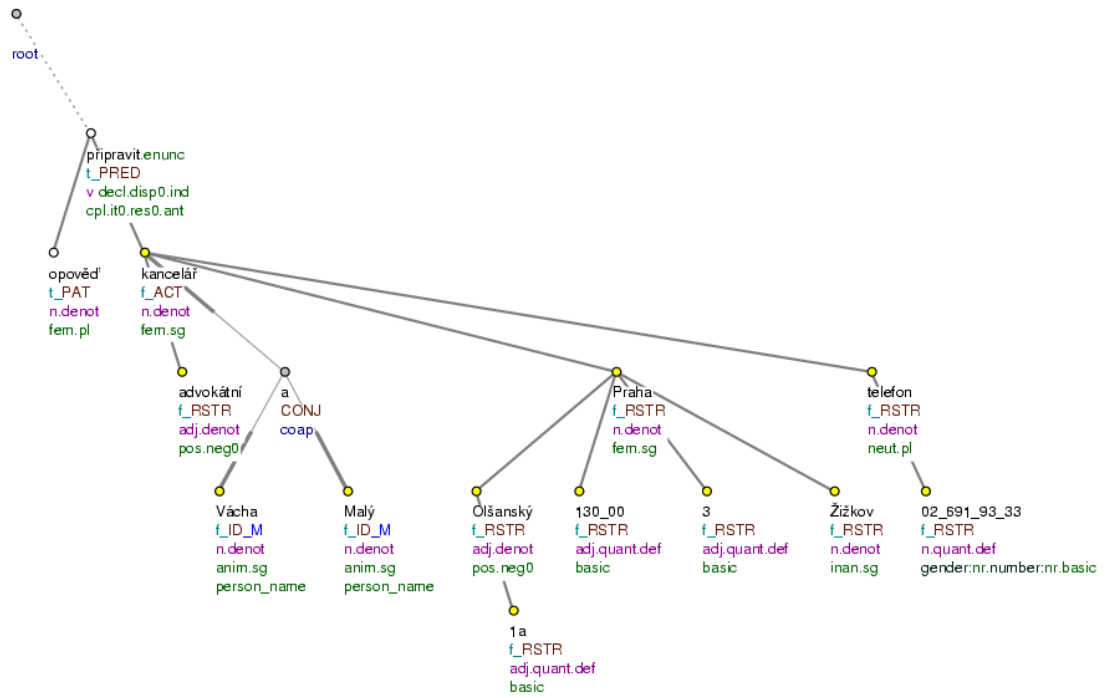 root
připravit.enunc
t_PRED
v decl.disp0.ind
cpl.it0.res0.ant
opověď
t_PAT
n.denot
fem.pl
kancelář
f_ACT
n.denot
fem.sg
advokátní
f_RSTR
adj.denot
pos.neg0
a
CONJ
coap
Praha
f_RSTR
n.denot
fem.sg
telefon
f_RSTR
n.denot
neut.pl
Vácha
f_ID_M
n.denot
anim.sg
person_name
Malý
f_ID_M
n.denot
anim.sg
person_name
Olšanský
f_RSTR
adj.denot
pos.neg0
130_00
f_RSTR
adj.quant.def
basic
3
f_RSTR
adj.quant.def
basic
Žižkov
f_RSTR
n.denot
inan.sg
02_691_93_33
f_RSTR
n.quant.def
gender:nr.number:nr.basic
1a
f_RSTR
adj.quant.def
basic